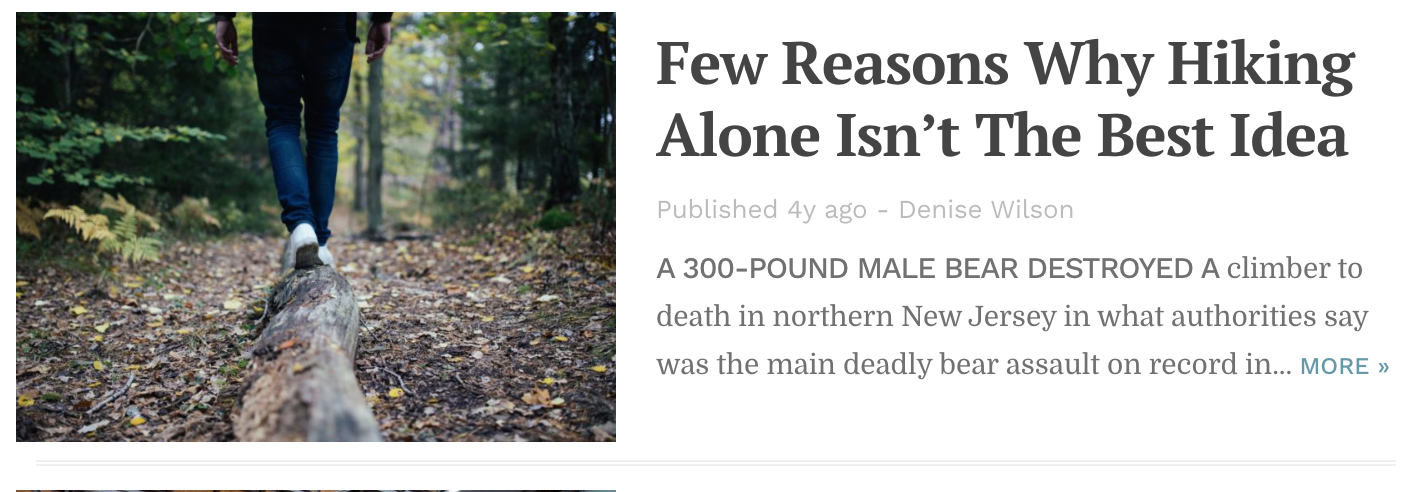 Few Reasons Why Hiking
Alone Isn’t The Best Idea
Published 4y ago - Denise Wilson
A 300-POUND MALE BEAR DESTROYED A climber to
death in northern New Jersey in what authorities say
was the main deadly bear assault on record in... MORE »